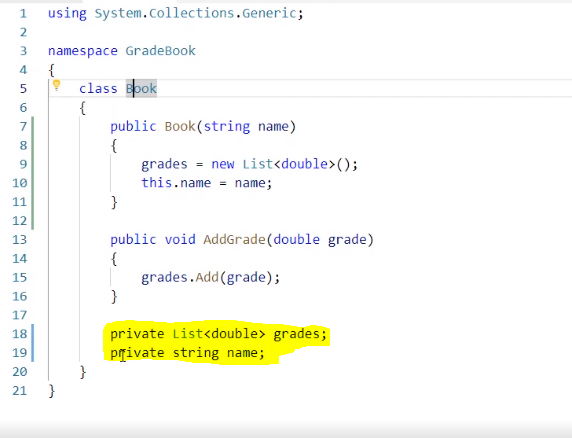 1 using System.Collections.Generic;
2
3 namespace GradeBook
4 {
5 class Book
6 {
7 public Book(string name)
8 {
9 grades = new List<double>();
10 this.name = name;
11 }
12
13 public void AddGrade(double grade)
14 {
15 grades.Add(grade);
16 }
17
18 private List<double> grades;
19 private string name;
20 }
21 }